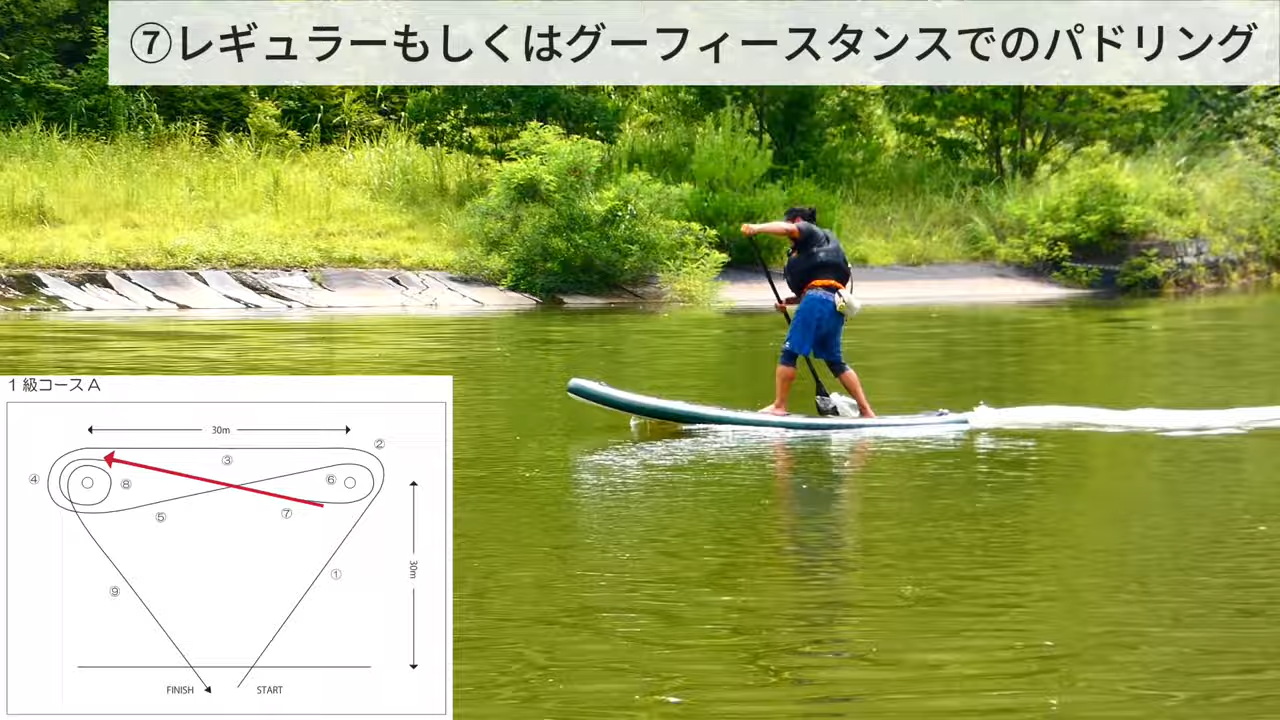 ⑦レギュラーもしくはグーフィースタンスでのパドリング
1級コースA
30m
②
③
④
⑧
⑥
⑤
⑦
30m
①
⑨
FINISH
START